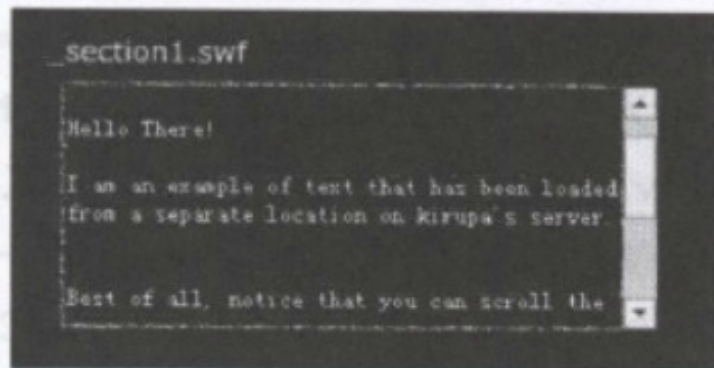 _section1.swf
Hello There!
I am an example of text that has been loaded
from a separate location on kirupa's server.
Best of all, notice that you can scroll the